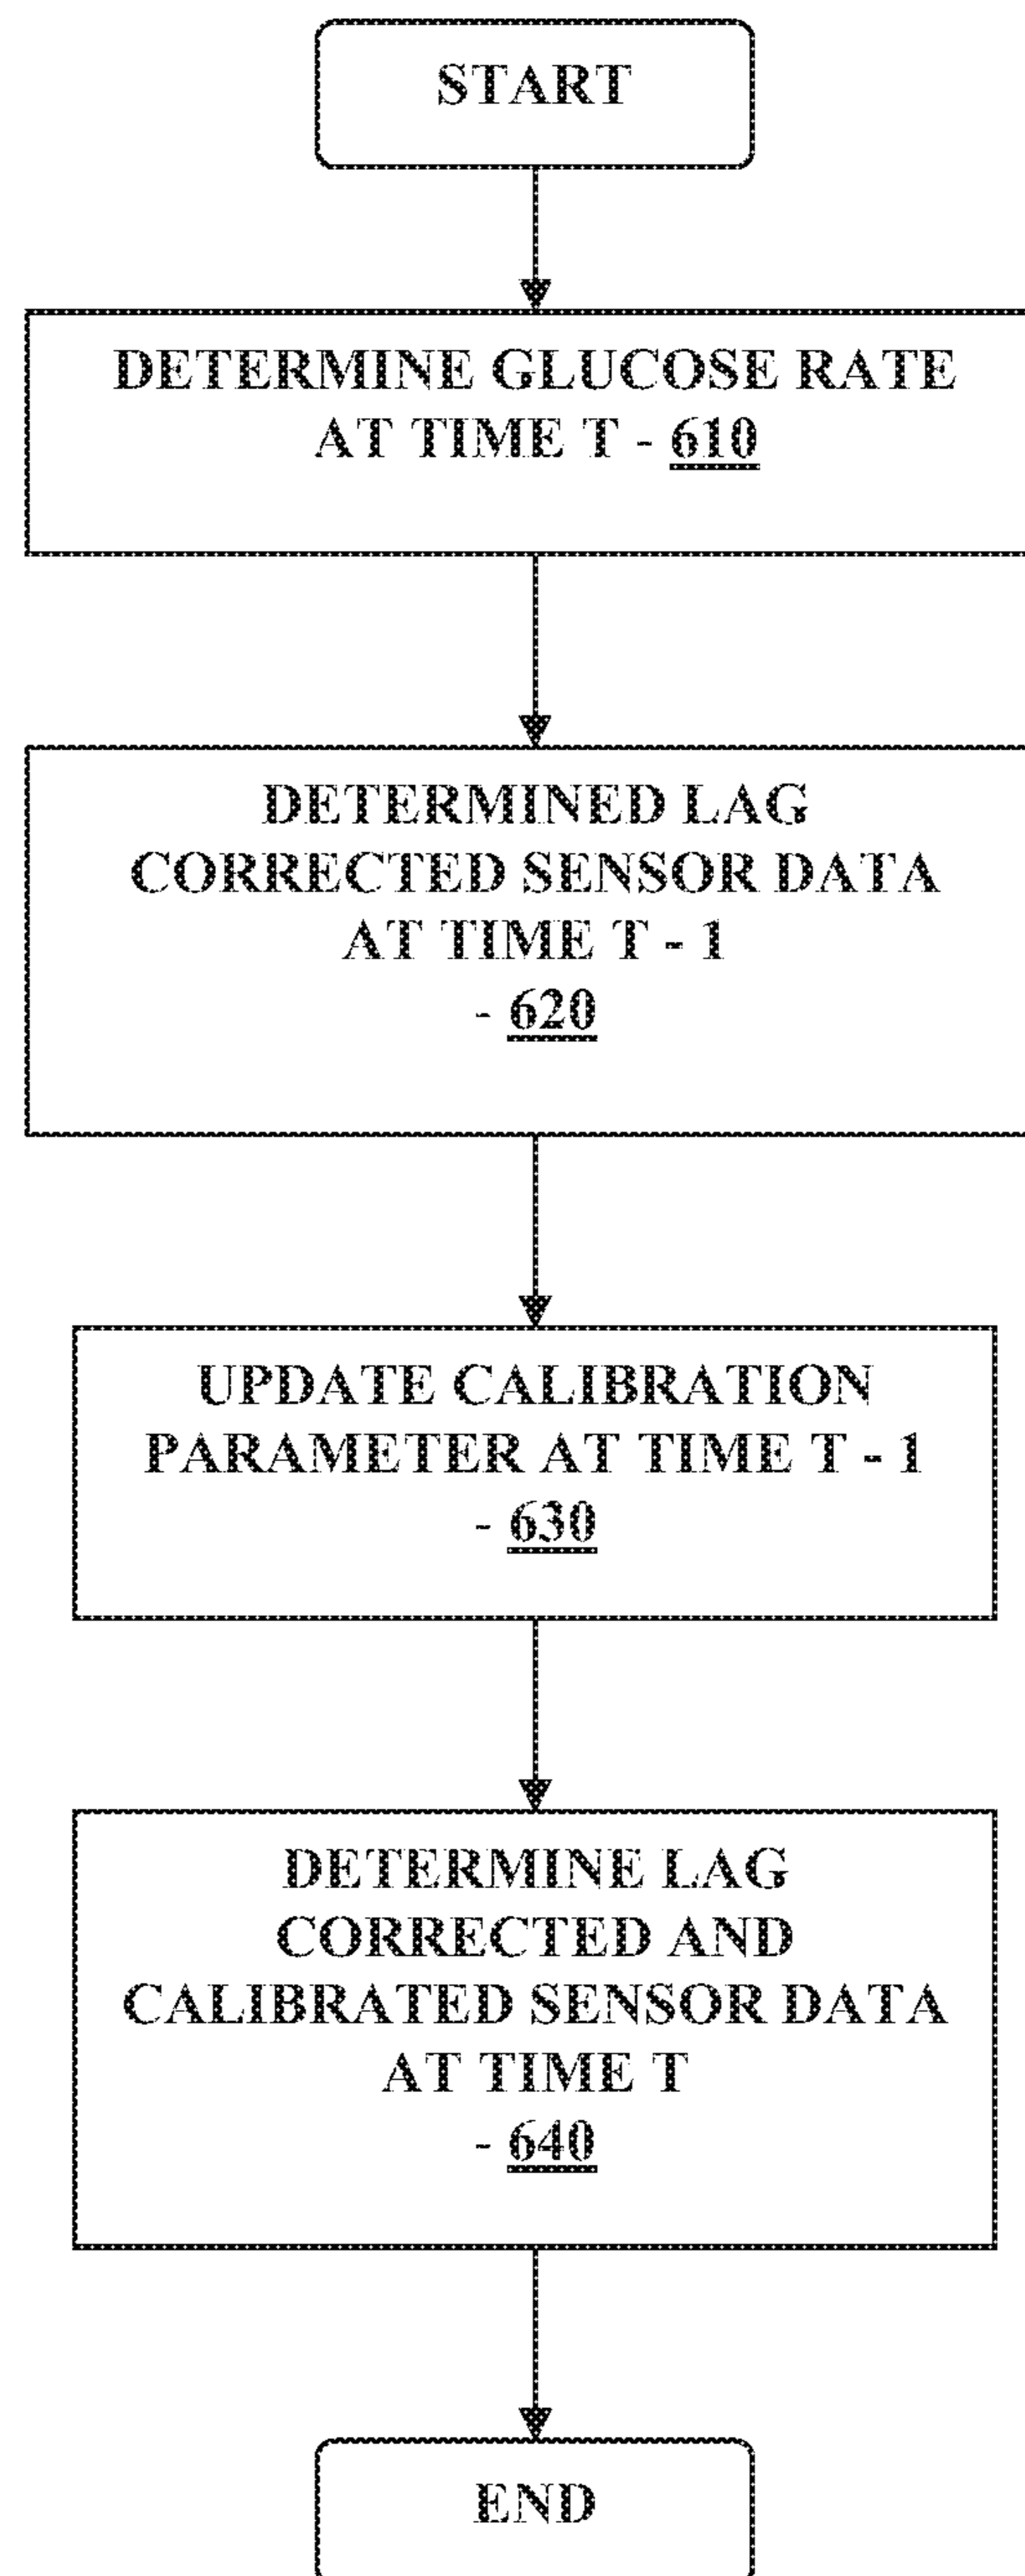 START
DETERMINE GLUCOSE RATE
AT TIME T - 610
DETERMINED LAG
CORRECTED SENSOR DATA
AT TIME T - 1
- 620
UPDATE CALIBRATION
PARAMETER AT TIME T - 1
- 630
DETERMINE LAG
CORRECTED AND
CALIBRATED SENSOR DATA
AT TIME T
- 640
END